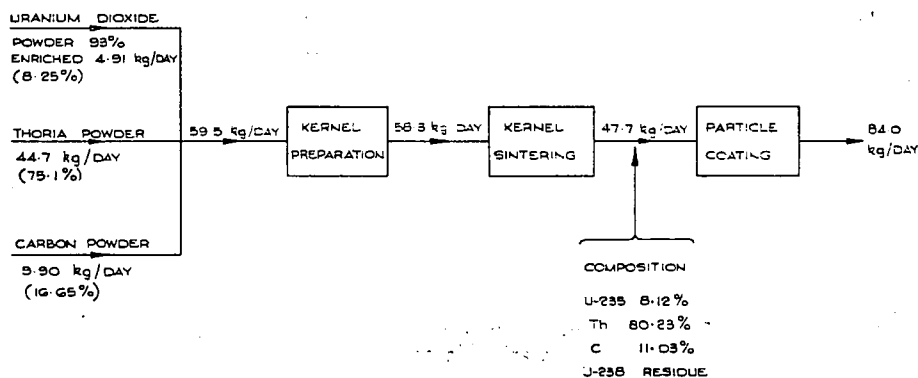 URANIUM DIOXIDE
POWDER 93%
ENRICHED 4.91 kg/DAY
(8.25%)
THORIA POWDER
44.7 kg/DAY
(75.1%)
CARBON POWDER
9.90 kg/DAY
(16.65%)
59.5 kg/DAY
KERNEL
PREPARATION
58.3 kg DAY
KERNEL
SINTERING
47.7 kg/DAY
PARTICLE
COATING
84.0
kg/DAY
COMPOSITION
U-235 8.12%
Th 80.23%
C 11.03%
U-238 RESIDUE